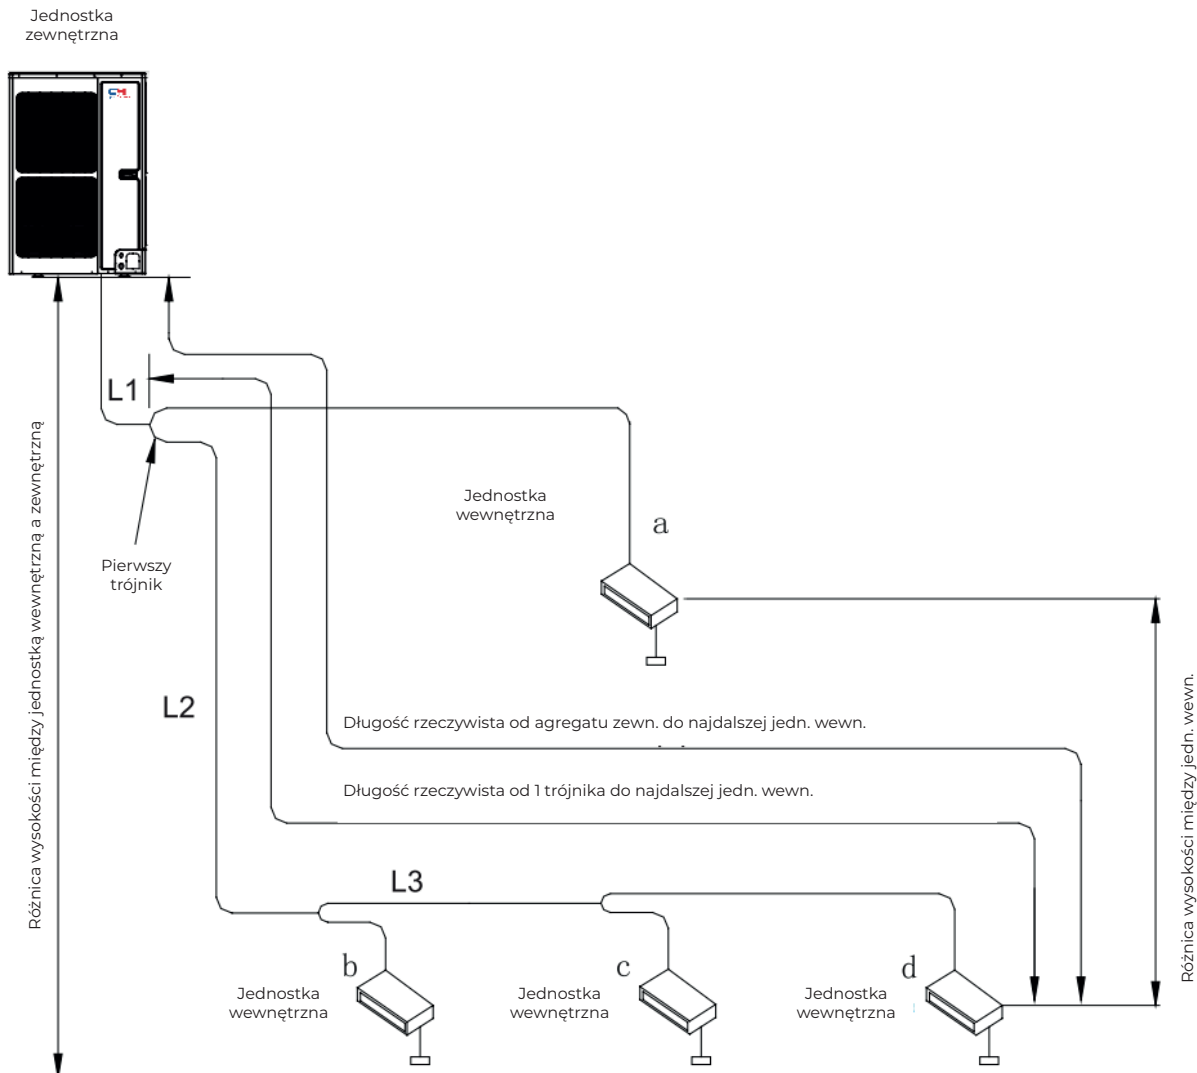 Jednostka
zewnętrzna
L1
Różnica wysokości między jednostką wewnętrzną a zewnętrzną
Pierwszy
trójnik
Jednostka
wewnętrzna
a
L2
Długość rzeczywista od agregatu zewn. do najdalszej jedn. wewn.
Długość rzeczywista od 1 trójnika do najdalszej jedn. wewn.
Różnica wysokości między jedn. wewn.
L3
b
Jednostka
wewnętrzna
c
Jednostka
wewnętrzna
d
Jednostka
wewnętrzna